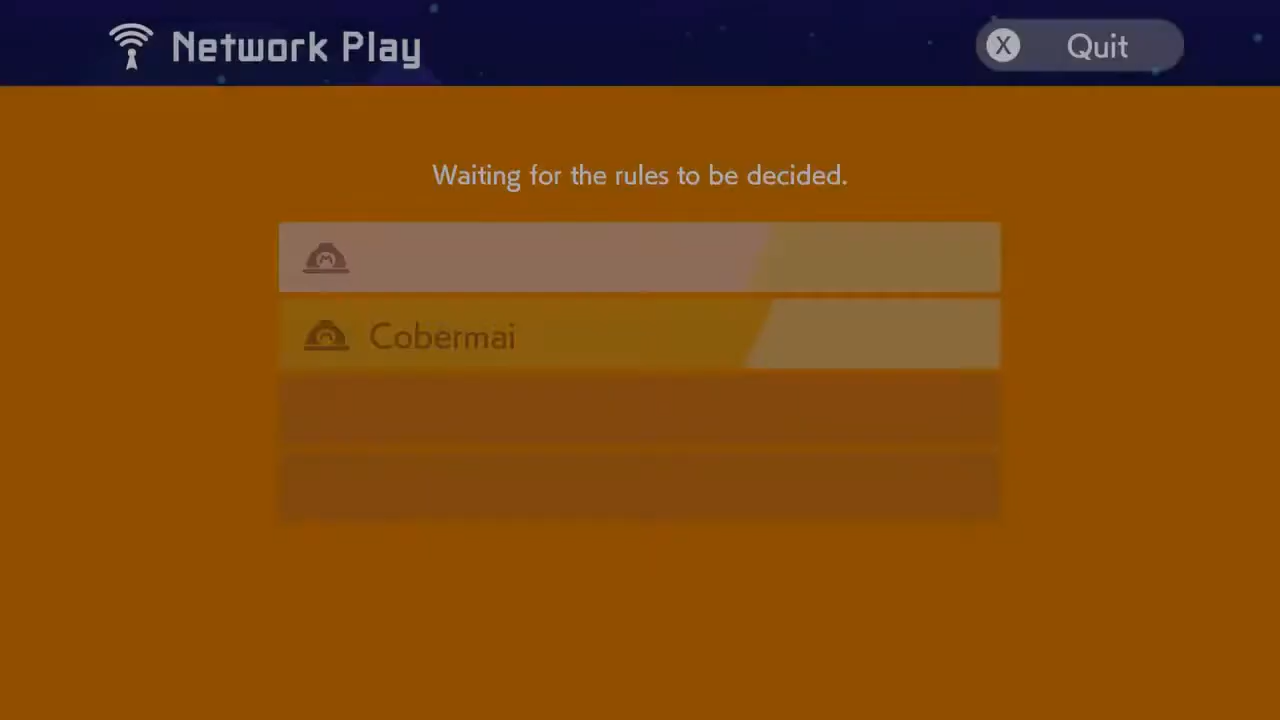 Network Play
X Quit
Waiting for the rules to be decided.
Cobermai